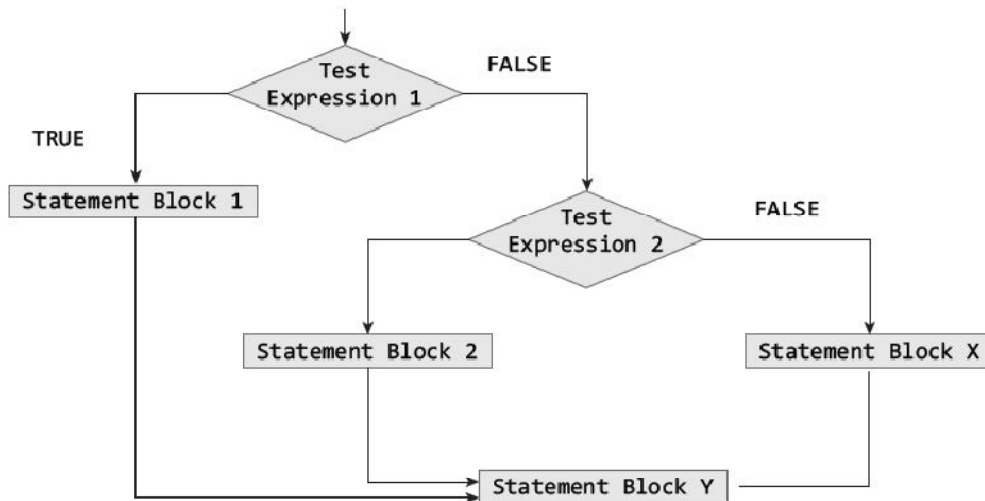 Test
Expression 1
FALSE
TRUE
Statement Block 1
Test
Expression 2
FALSE
Statement Block 2
Statement Block X
Statement Block Y